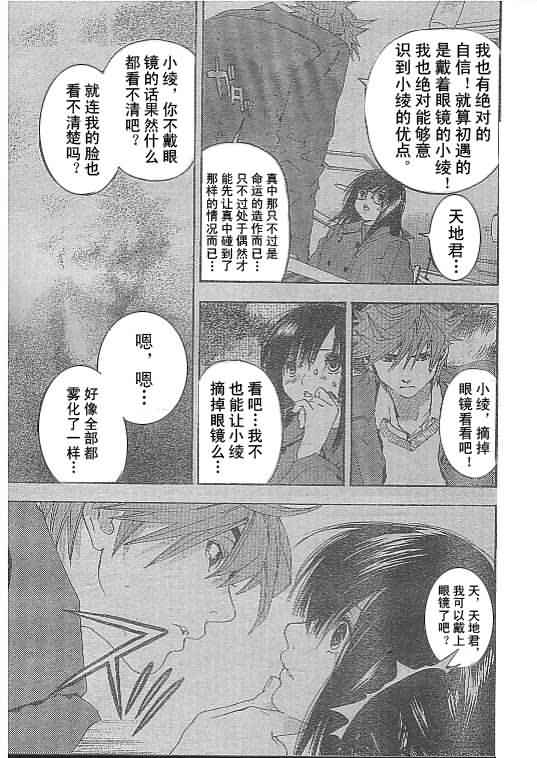 我也有绝对的
自信！就算初遇的
是戴着眼镜的小绫！
我也绝对能够意
识到小绫的优点。
天地君…
真中那只不过是
命运的造作而已…
只不过处于偶然才
能先让真中碰到了
那样的情况而已…
小绫，你不戴眼
镜的话果然什么
都看不清吧？
就连我的脸也
看不清楚吗？
小绫，摘掉
眼镜看看吧！
看吧…我不
也能让小绫
摘掉眼镜么…
嗯，嗯…
好像全部都
雾化了一样…
天，天地君，
我可以戴上
眼镜了吧？